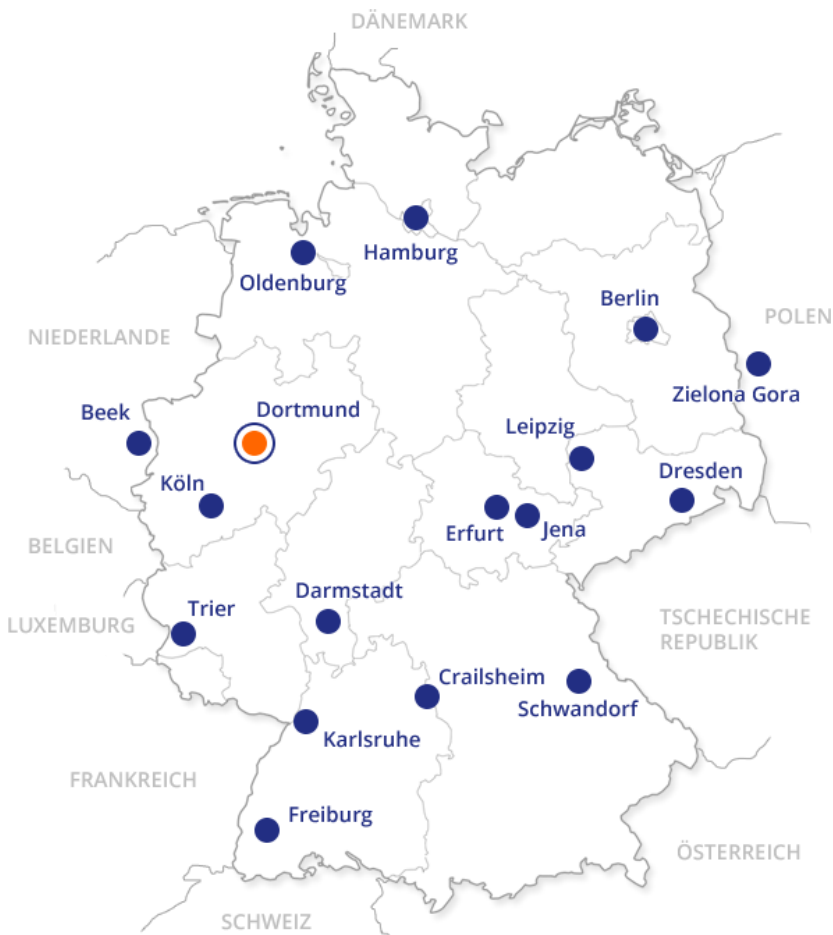 DÄNEMARK
Hamburg
Oldenburg
Berlin
POLEN
NIEDERLANDE
Zielona Gora
Beek
Dortmund
Leipzig
Dresden
Köln
Erfurt
Jena
BELGIEN
Darmstadt
Trier
LUXEMBURG
TSCHECHISCHE
REPUBLIK
Crailsheim
Schwandorf
Karlsruhe
FRANKREICH
Freiburg
ÖSTERREICH
SCHWEIZ